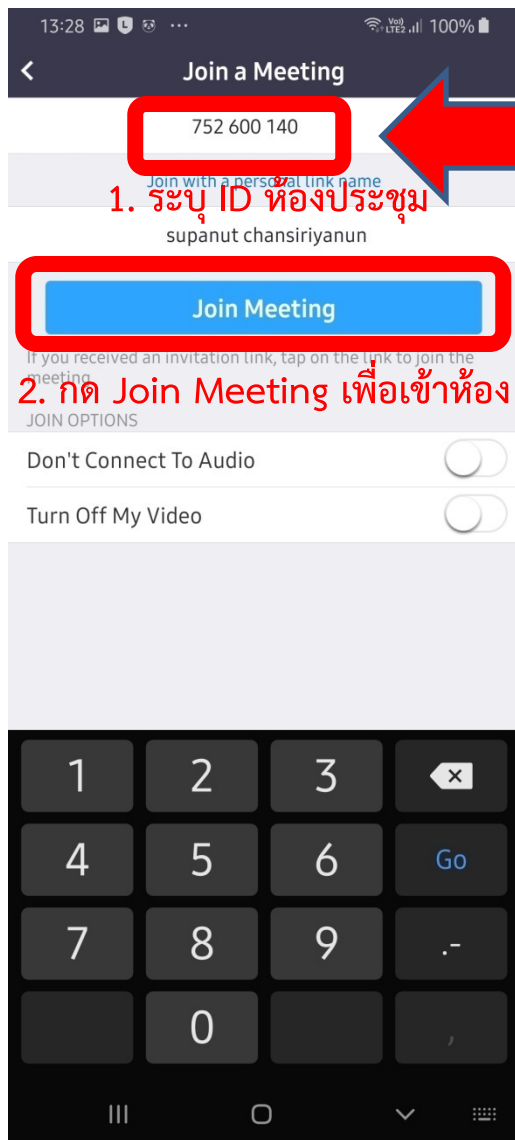 13:28 ... Vo)) LTE2 100%
Join a Meeting
752 600 140
Join with a personal link name
1. ระบุ ID ห้องประชุม
supanut chansiriyanun
Join Meeting
If you received an invitation link, tap on the link to join the
meeting
2. กด Join Meeting เพื่อเข้าห้อง
JOIN OPTIONS
Don't Connect To Audio
Turn Off My Video
1 2 3
4 5 6 Go
7 8 9 .-
0 ,